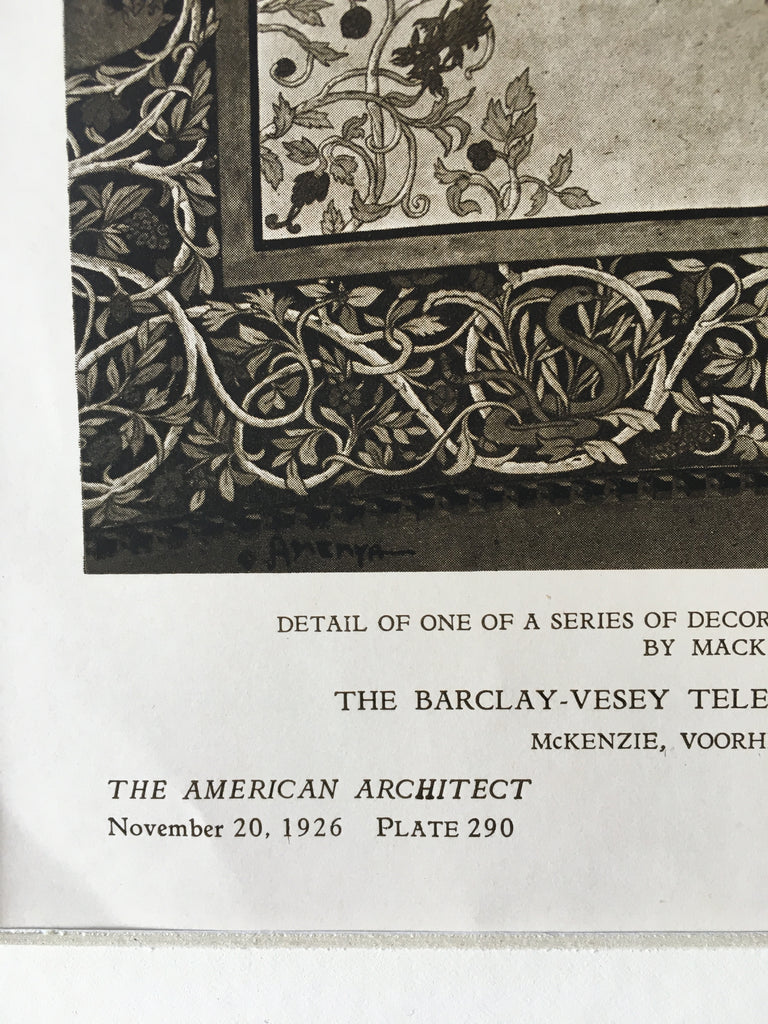 DETAIL OF ONE OF A SERIES OF DECOR
BY MACK
THE BARCLAY-VESEY TELE
McKENZIE, VOORH
THE AMERICAN ARCHITECT
November 20, 1926 PLATE 290